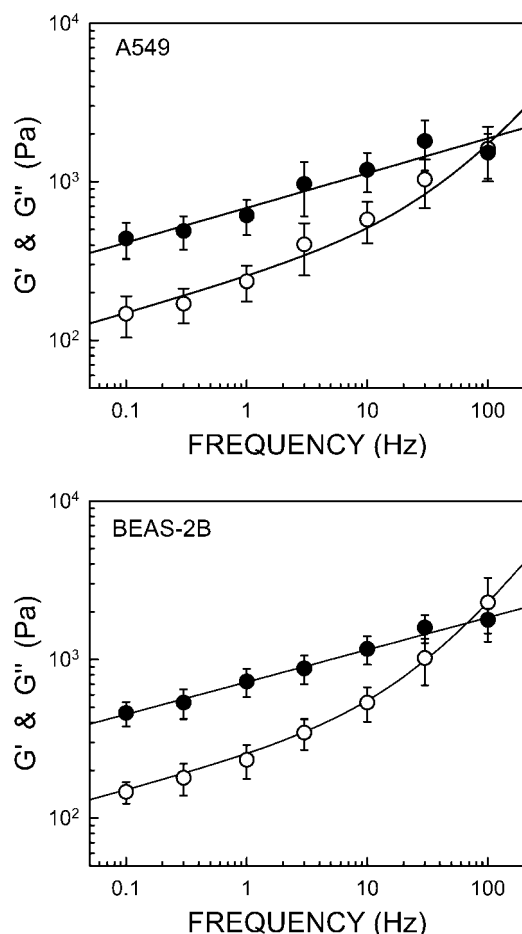 10⁴
A549
10³
G' & G'' (Pa)
10²
0.1 1 10 100
FREQUENCY (Hz)
10⁴
BEAS-2B
10³
G' & G'' (Pa)
10²
0.1 1 10 100
FREQUENCY (Hz)